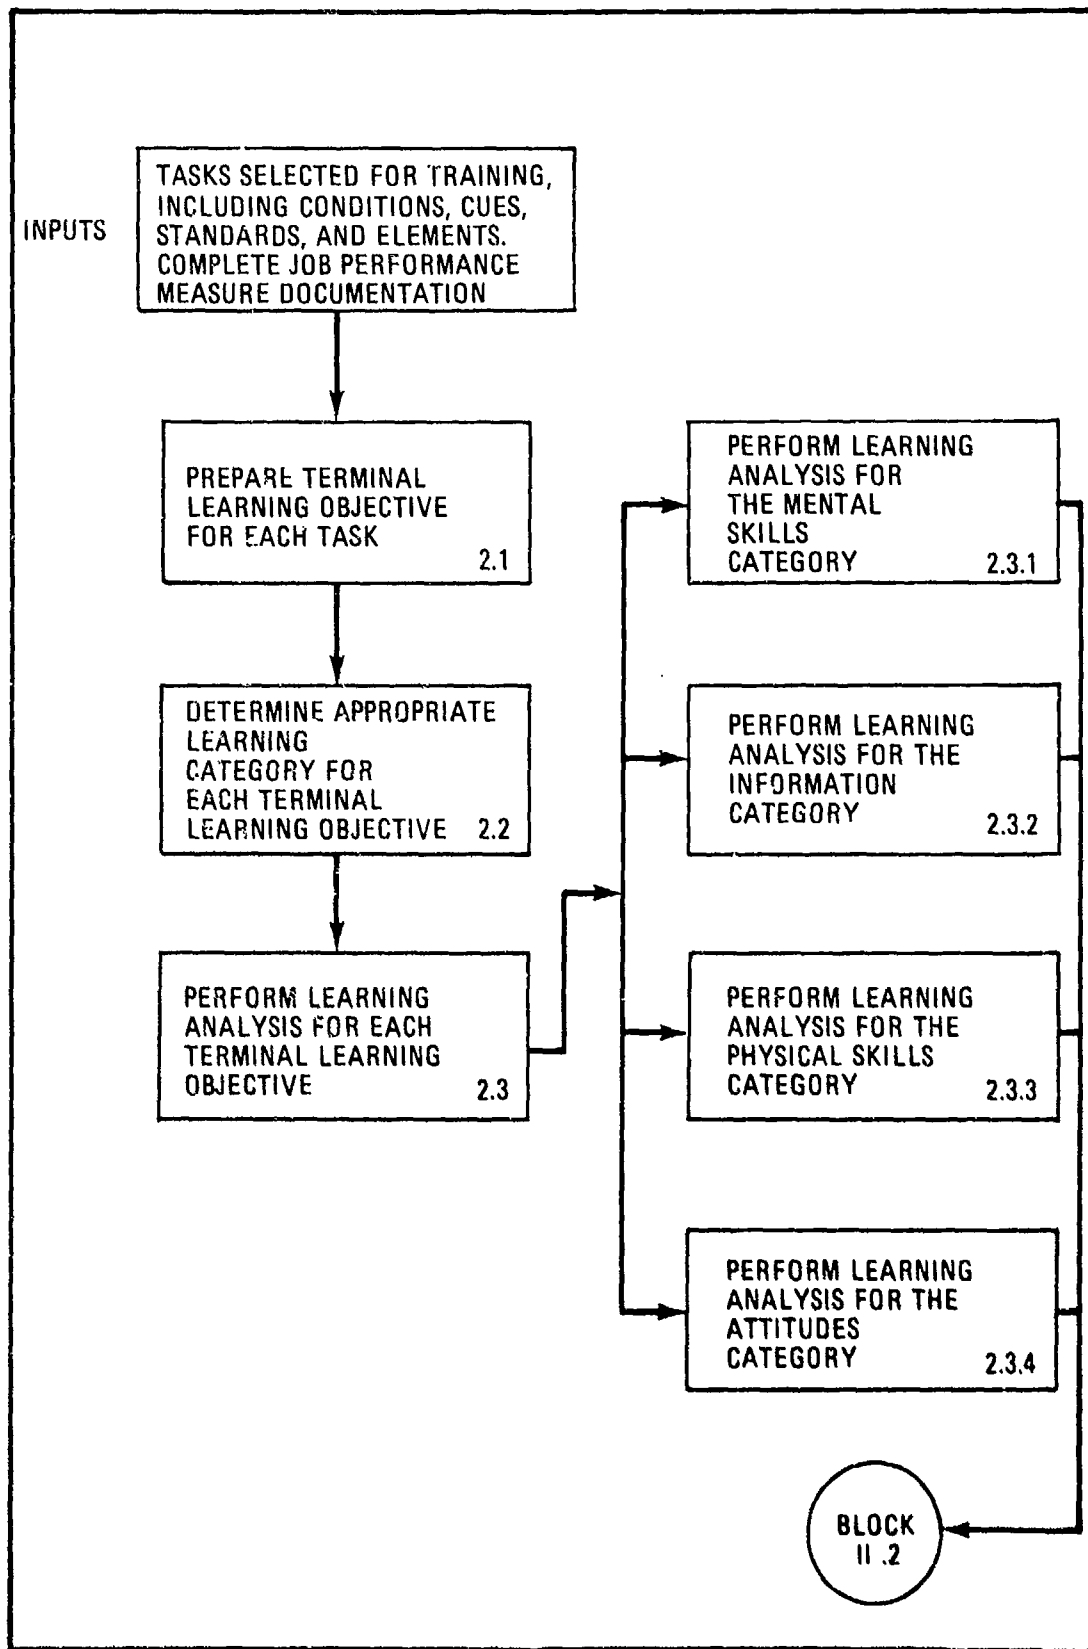 INPUTS
TASKS SELECTED FOR TRAINING,
INCLUDING CONDITIONS, CUES,
STANDARDS, AND ELEMENTS.
COMPLETE JOB PERFORMANCE
MEASURE DOCUMENTATION
PREPARE TERMINAL
LEARNING OBJECTIVE
FOR EACH TASK
2.1
DETERMINE APPROPRIATE
LEARNING
CATEGORY FOR
EACH TERMINAL
LEARNING OBJECTIVE 2.2
PERFORM LEARNING
ANALYSIS FOR EACH
TERMINAL LEARNING
OBJECTIVE 2.3
PERFORM LEARNING
ANALYSIS FOR
THE MENTAL
SKILLS
CATEGORY 2.3.1
PERFORM LEARNING
ANALYSIS FOR THE
INFORMATION
CATEGORY 2.3.2
PERFORM LEARNING
ANALYSIS FOR THE
PHYSICAL SKILLS
CATEGORY 2.3.3
PERFORM LEARNING
ANALYSIS FOR THE
ATTITUDES
CATEGORY 2.3.4
BLOCK
II .2